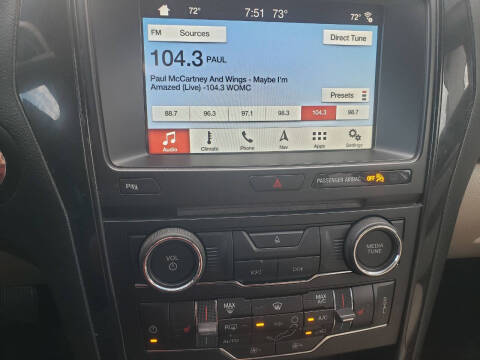 72° 7:51 73° 72°
FM Sources Direct Tune
104.3 PAUL
Paul McCartney And Wings - Maybe I'm
Amazed (Live) -104.3 WOMC
Presets
88.7 96.3 97.1 98.3 104.3 98.7
Audio Climate Phone Nav Apps Settings
PASSENGER AIRBAG OFF
VOL
MEDIA
TUNE
MAX MAX A/C
A/C
AUTO